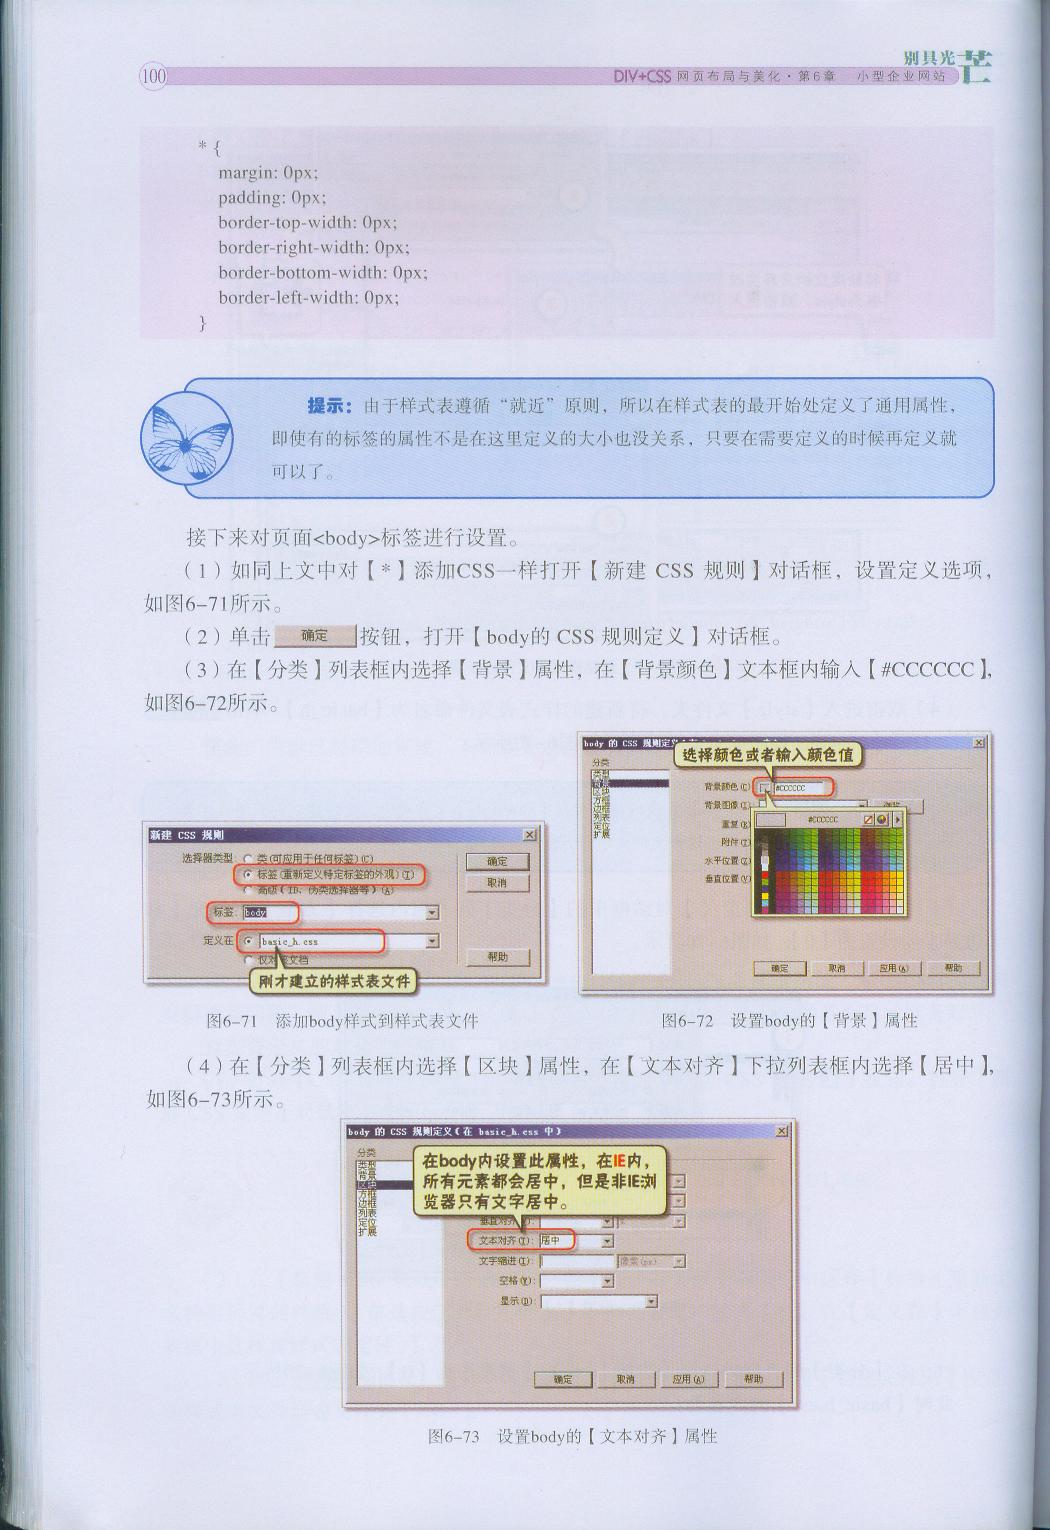 100
别具光芒
DIV+CSS 网页布局与美化·第6章 小型企业网站
* {
margin: 0px;
padding: 0px;
border-top-width: 0px;
border-right-width: 0px;
border-bottom-width: 0px;
border-left-width: 0px;
}
提示：由于样式表遵循“就近”原则，所以在样式表的最开始处定义了通用属性，
即使有的标签的属性不是在这里定义的大小也没关系，只要在需要定义的时候再定义就
可以了。
接下来对页面<body>标签进行设置。
（1）如同上文中对【*】添加CSS一样打开【新建 CSS 规则】对话框，设置定义选项，
如图6-71所示。
（2）单击 确定 按钮，打开【body的 CSS 规则定义】对话框。
（3）在【分类】列表框内选择【背景】属性，在【背景颜色】文本框内输入【#CCCCCC】，
如图6-72所示。
新建 CSS 规则
选择器类型: 类(可应用于任何标签)(C)
标签(重新定义特定标签的外观)(T)
高级(ID、伪类选择器等)(A)
标签: body
定义在 basic_h.css
确定
取消
帮助
刚才建立的样式表文件
图6-71 添加body样式到样式表文件
body 的 CSS 规则定义
选择颜色或者输入颜色值
分类
类型
背景
区块
方框
边框
列表
定位
扩展
背景颜色(C): #CCCCCC
背景图像(I):
#CCCCCC
重复(R)
附件(T)
水平位置(Z)
垂直位置(V)
确定 取消 应用(A) 帮助
图6-72 设置body的【背景】属性
（4）在【分类】列表框内选择【区块】属性，在【文本对齐】下拉列表框内选择【居中】，
如图6-73所示。
body 的 CSS 规则定义(在 basic_h.css 中)
分类
类型
背景
区块
方框
边框
列表
定位
扩展
在body内设置此属性，在IE内，
所有元素都会居中，但是非IE浏
览器只有文字居中。
文本对齐(T): 居中
文字缩进(I): 像素(px)
空格(W):
显示(D):
确定 取消 应用(A) 帮助
图6-73 设置body的【文本对齐】属性